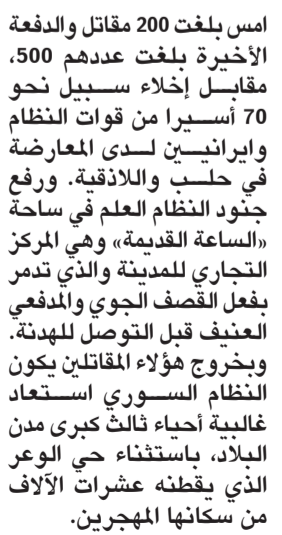 امس بلغت 200 مقاتل والدفعة
الأخيرة بلغت عددهم 500،
مقابل إخلاء سبيل نحو
70 أسيرا من قوات النظام
وايرانيين لدى المعارضة
في حلب واللاذقية. ورفع
جنود النظام العلم في ساحة
«الساعة القديمة» وهي المركز
التجاري للمدينة والذي تدمر
بفعل القصف الجوي والمدفعي
العنيف قبل التوصل للهدنة.
وبخروج هؤلاء المقاتلين يكون
النظام السوري استعاد
غالبية أحياء ثالث كبرى مدن
البلاد، باستثناء حي الوعر
الذي يقطنه عشرات الآلاف
من سكانها المهجرين.